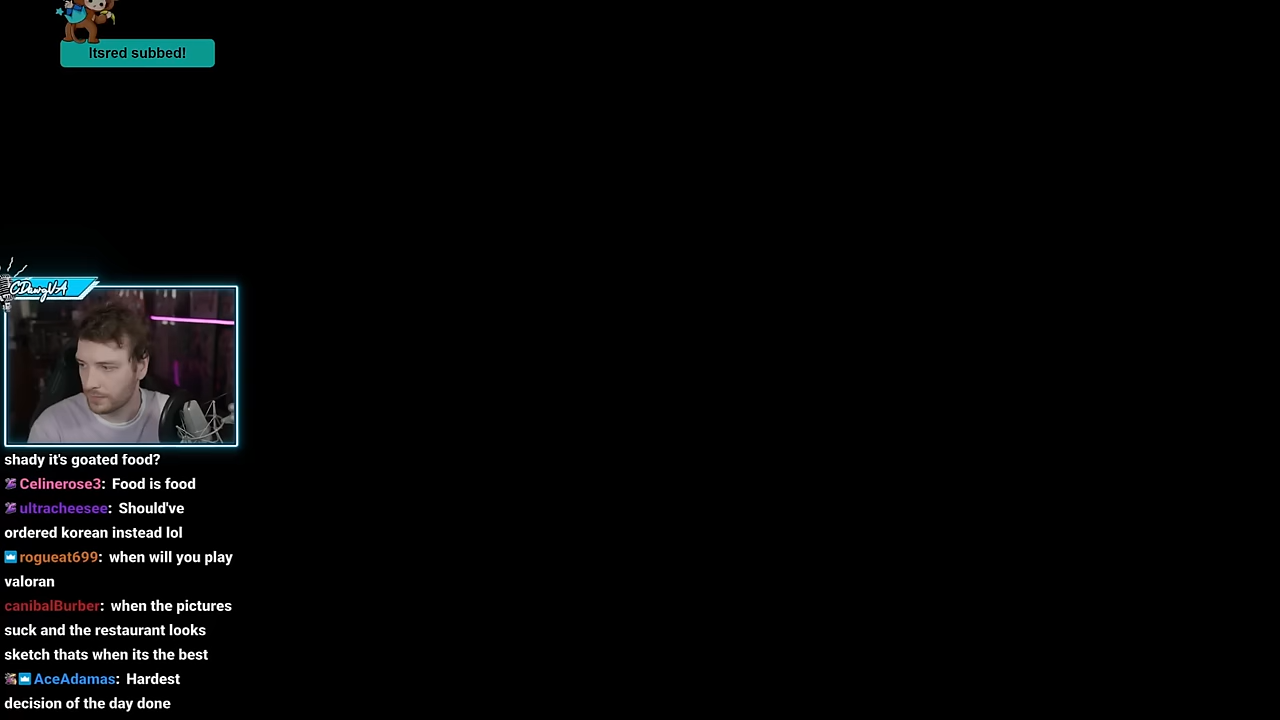 Itsred subbed!
CDawgVA
shady it's goated food?
Celinerose3: Food is food
ultracheesee: Should've
ordered korean instead lol
rogueat699: when will you play
valoran
canibalBurber: when the pictures
suck and the restaurant looks
sketch thats when its the best
AceAdamas: Hardest
decision of the day done